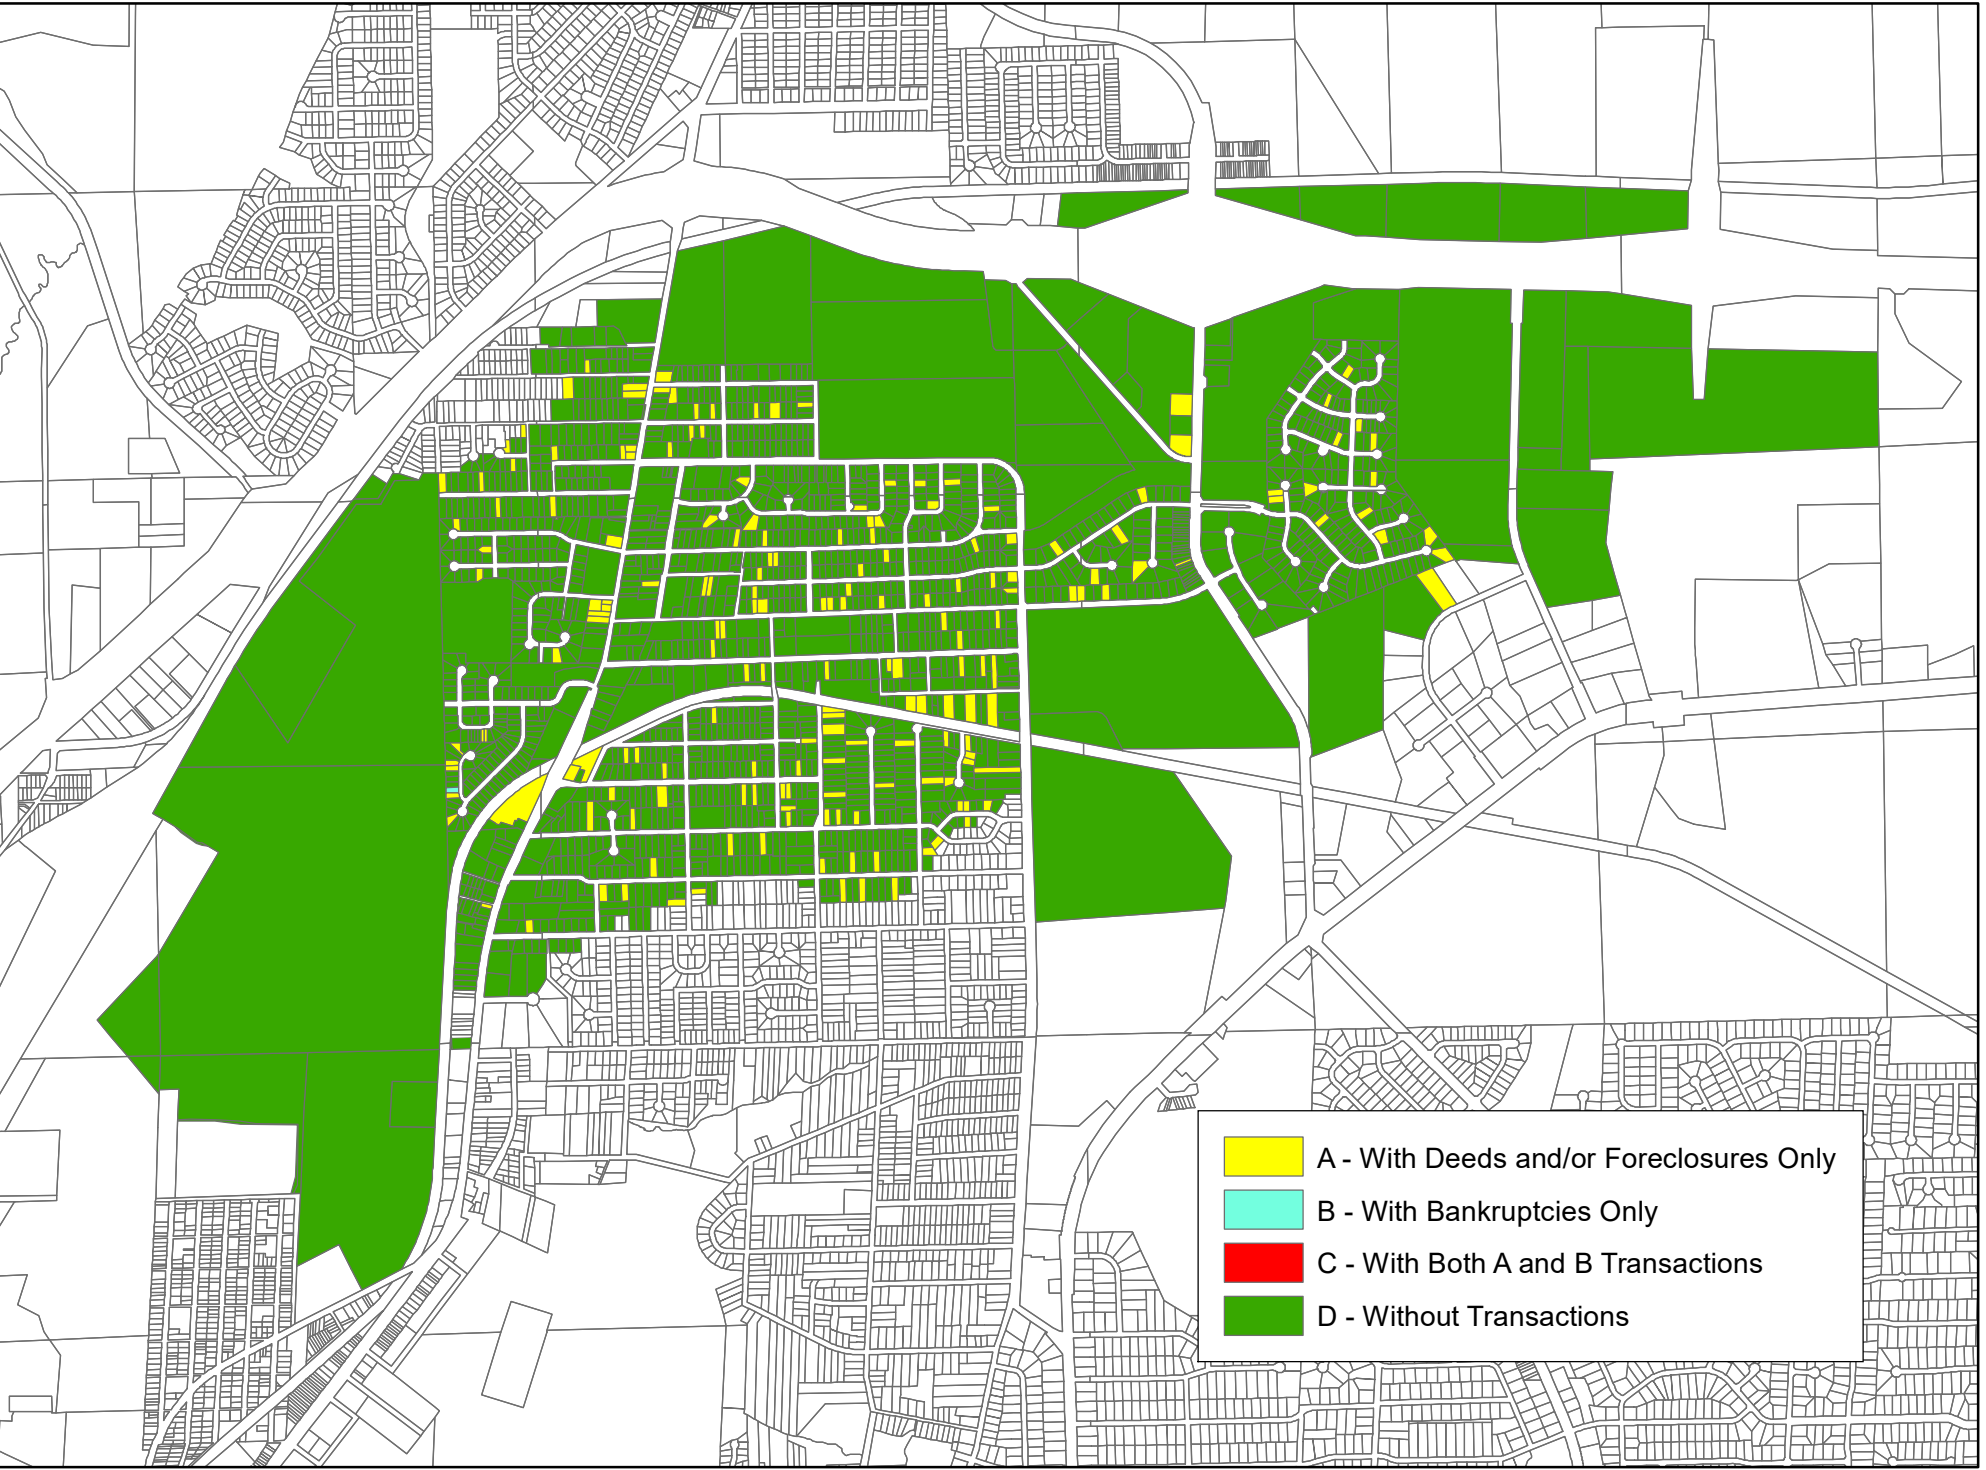 A - With Deeds and/or Foreclosures Only
B - With Bankruptcies Only
C - With Both A and B Transactions
D - Without Transactions